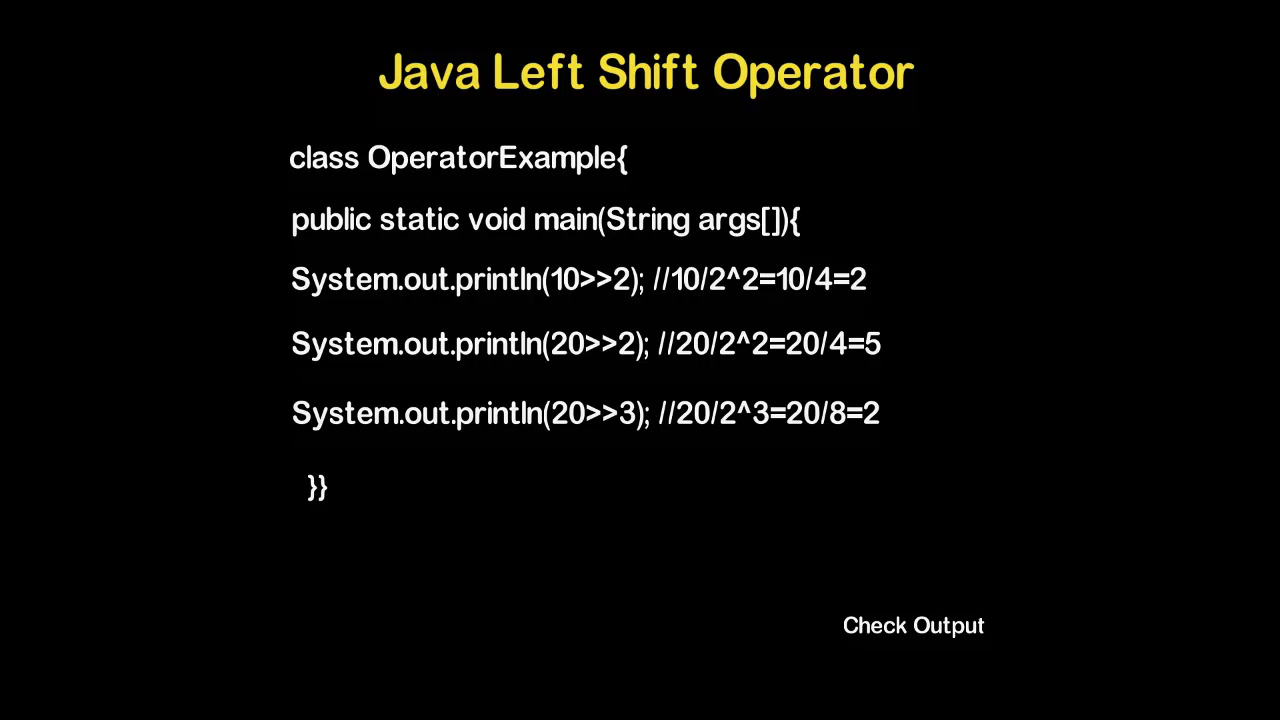 Java Left Shift Operator
class OperatorExample{
public static void main(String args[]){
System.out.println(10>>2); //10/2^2=10/4=2
System.out.println(20>>2); //20/2^2=20/4=5
System.out.println(20>>3); //20/2^3=20/8=2
}}
Check Output